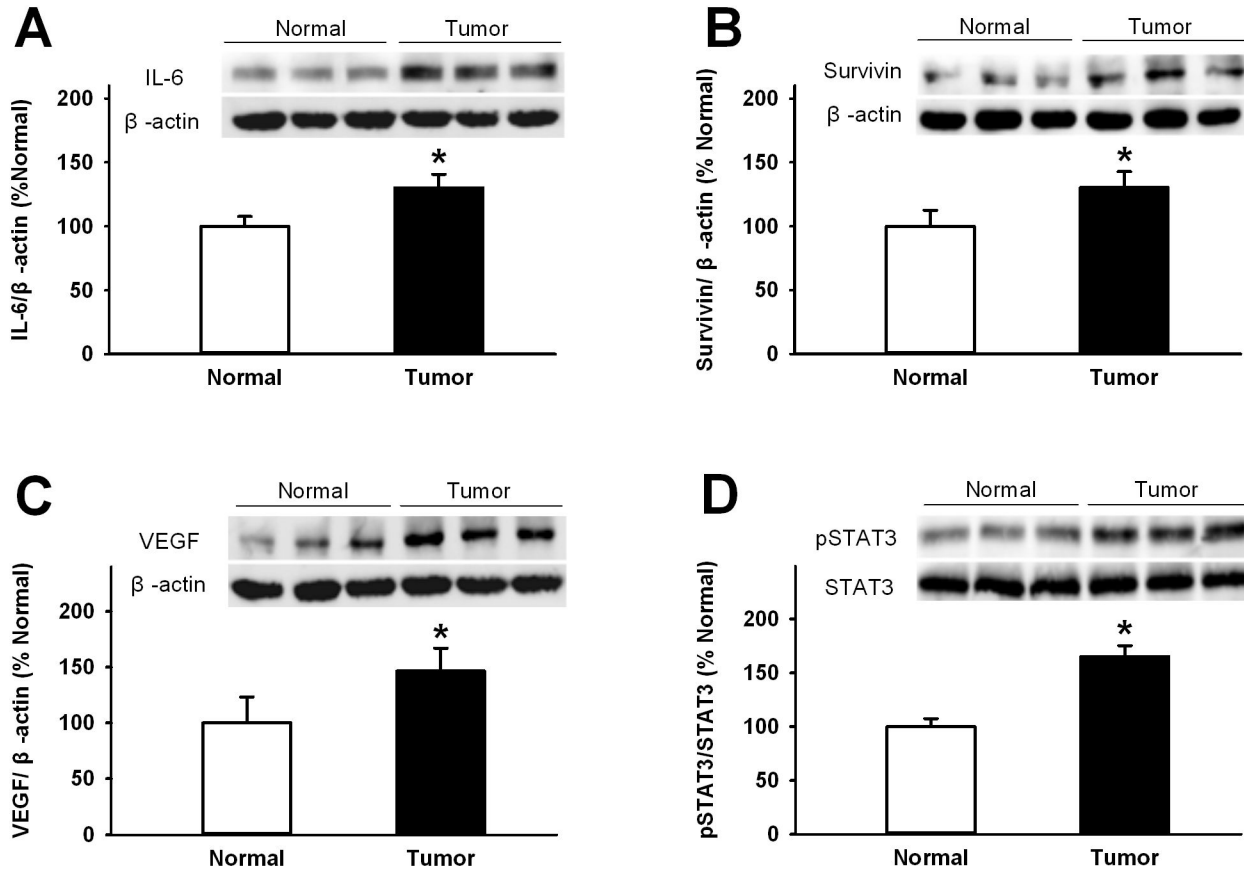 A
Normal Tumor
IL-6
β -actin
IL-6/β -actin (%Normal)
200
150
100
50
0
*
Normal Tumor
B
Normal Tumor
Survivin
β -actin
Survivin/ β -actin (% Normal)
200
150
100
50
0
*
Normal Tumor
C
Normal Tumor
VEGF
β -actin
VEGF/ β -actin (% Normal)
200
150
100
50
0
*
Normal Tumor
D
Normal Tumor
pSTAT3
STAT3
pSTAT3/STAT3 (% Normal)
200
150
100
50
0
*
Normal Tumor